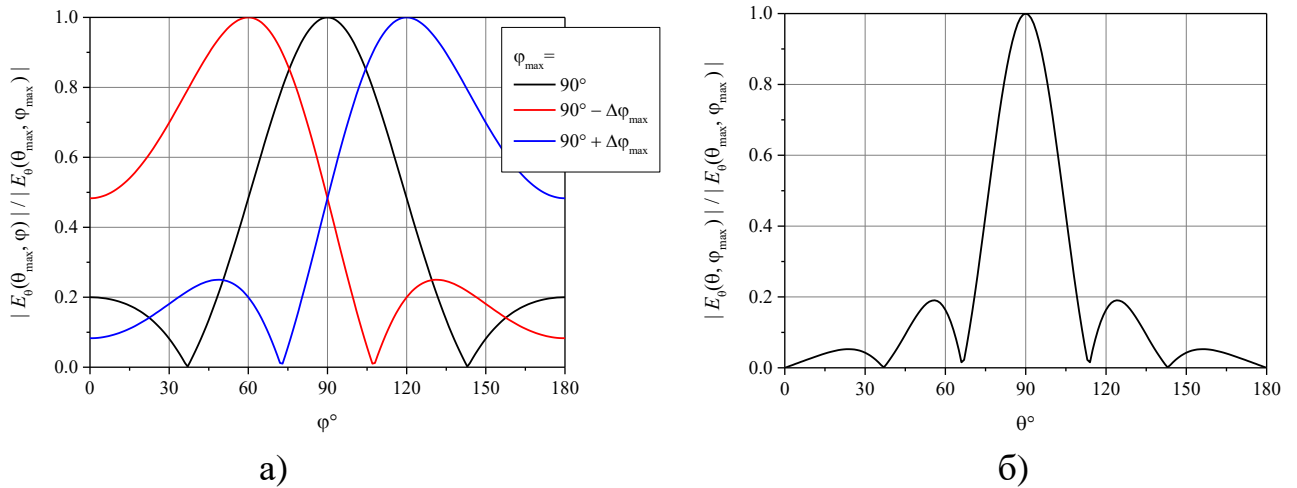 | E_θ(θ_max, φ) | / | E_θ(θ_max, φ_max) |
1.0
0.8
0.6
0.4
0.2
0.0
0 30 60 90 120 150 180
φ°
φ_max=
90°
90° − Δφ_max
90° + Δφ_max
а)
| E_θ(θ, φ_max) | / | E_θ(θ_max, φ_max) |
1.0
0.8
0.6
0.4
0.2
0.0
0 30 60 90 120 150 180
θ°
б)